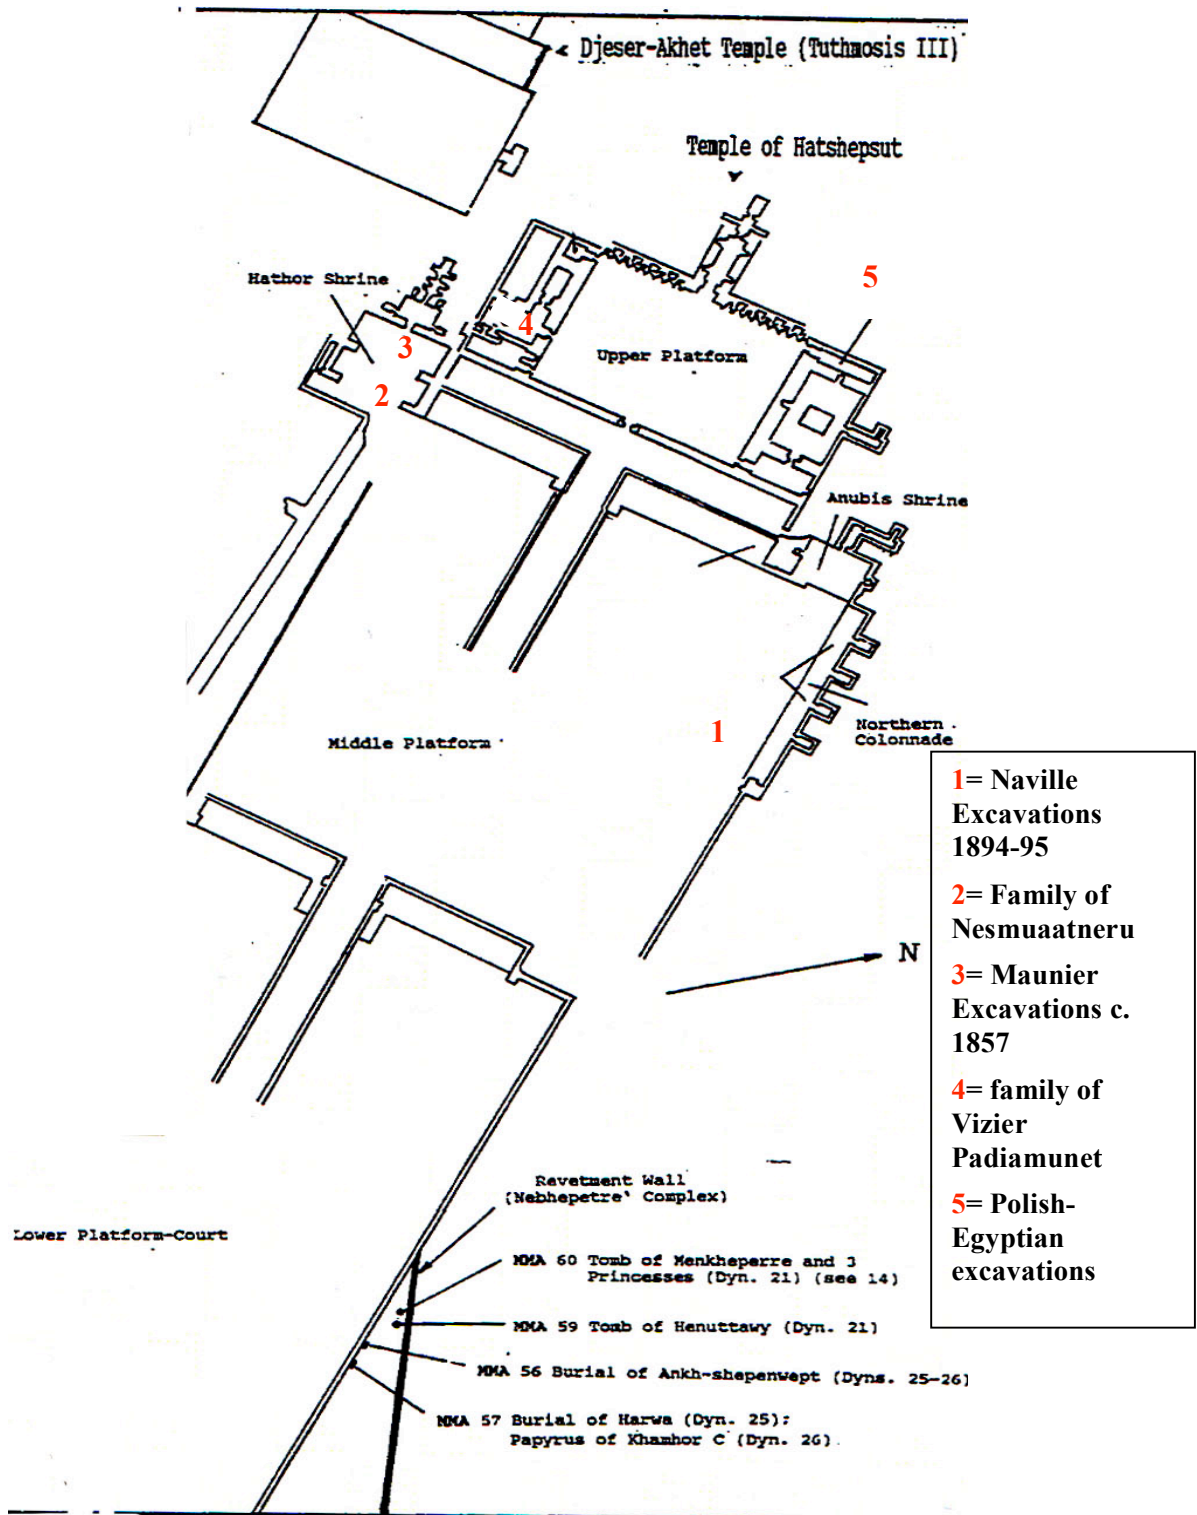 Djeser-Akhet Temple (Tuthmosis III)
Temple of Hatshepsut
5
Hathor Shrine
4
3
Upper Platform
2
Anubis Shrine
1
Northern
Colonnade
Middle Platform
1= Naville
Excavations
1894-95
2= Family of
Nesmuaatneru
3= Maunier
Excavations c.
1857
4= family of
Vizier
Padiamunet
5= Polish-
Egyptian
excavations
N
Revetment Wall
(Nebhepetre' Complex)
Lower Platform-Court
MMA 60 Tomb of Menkheperre and 3
Princesses (Dyn. 21) (see 14)
MMA 59 Tomb of Henuttawy (Dyn. 21)
MMA 56 Burial of Ankh-shepenwept (Dyns. 25-26)
MMA 57 Burial of Harwa (Dyn. 25);
Papyrus of Khamhor C (Dyn. 26)